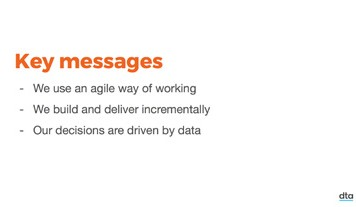 Key messages
- We use an agile way of working
- We build and deliver incrementally
- Our decisions are driven by data
dta